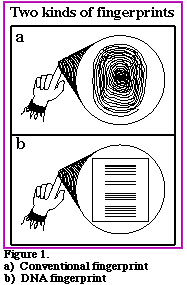 Two kinds of fingerprints
a
b
Figure 1.
a) Conventional fingerprint
b) DNA fingerprint